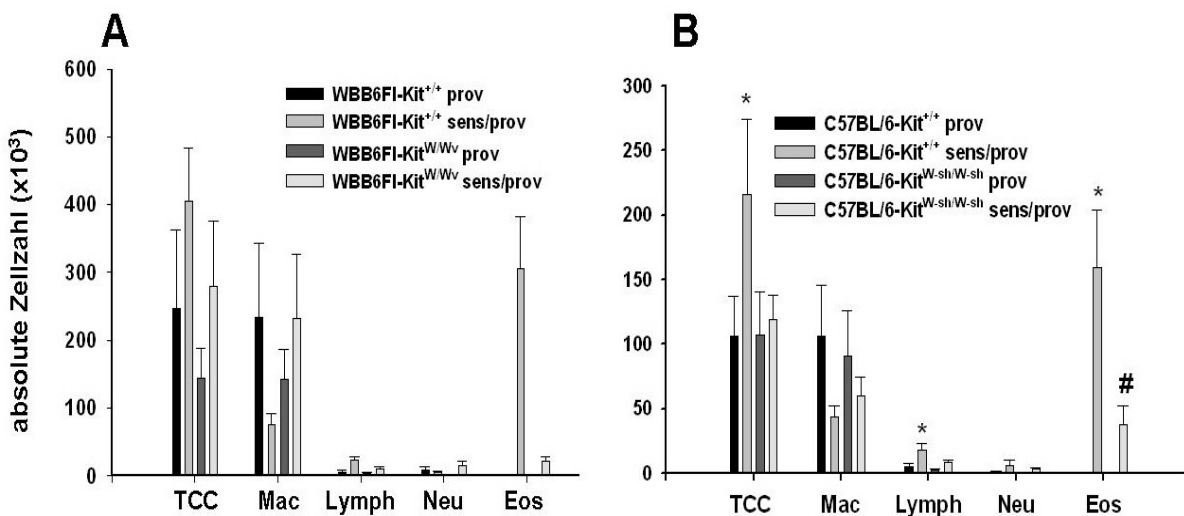 A
absolute Zellzahl (x10³)
600
500
400
300
200
100
0
WBB6FI-Kit+/+ prov
WBB6FI-Kit+/+ sens/prov
WBB6FI-KitW/Wv prov
WBB6FI-KitW/Wv sens/prov
TCC Mac Lymph Neu Eos
B
300
250
200
150
100
50
0
C57BL/6-Kit+/+ prov
C57BL/6-Kit+/+ sens/prov
C57BL/6-KitW-sh/W-sh prov
C57BL/6-KitW-sh/W-sh sens/prov
*
*
*
#
TCC Mac Lymph Neu Eos